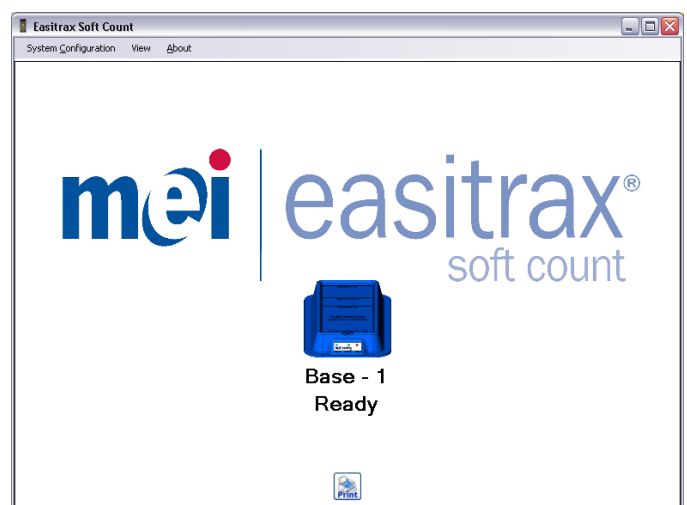 Easitrax Soft Count
System Configuration View About
mei easitrax®
soft count
Base - 1
Ready
Print